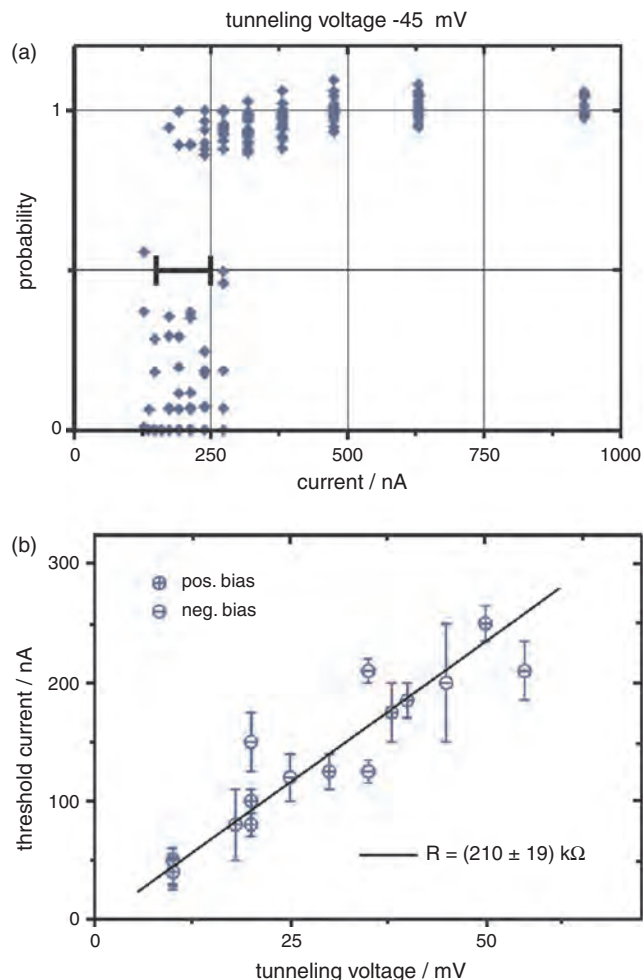 tunneling voltage -45 mV
(a)
probability
1
0
0 250 500 750 1000
current / nA
(b)
threshold current / nA
300
200
100
0
pos. bias
neg. bias
R = (210 ± 19) kΩ
0 25 50
tunneling voltage / mV